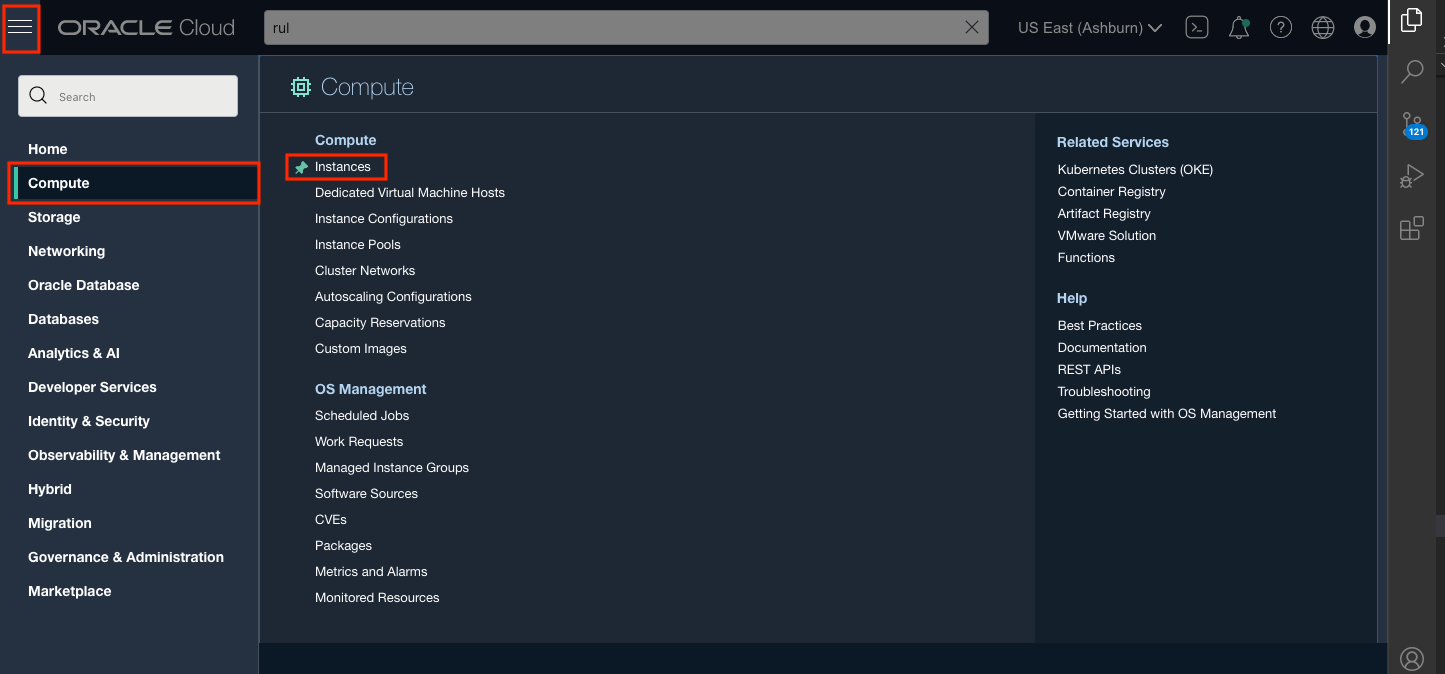 ORACLE Cloud
rul
US East (Ashburn)
Search
Home
Compute
Storage
Networking
Oracle Database
Databases
Analytics & AI
Developer Services
Identity & Security
Observability & Management
Hybrid
Migration
Governance & Administration
Marketplace
Compute
Compute
Instances
Dedicated Virtual Machine Hosts
Instance Configurations
Instance Pools
Cluster Networks
Autoscaling Configurations
Capacity Reservations
Custom Images
OS Management
Scheduled Jobs
Work Requests
Managed Instance Groups
Software Sources
CVEs
Packages
Metrics and Alarms
Monitored Resources
Related Services
Kubernetes Clusters (OKE)
Container Registry
Artifact Registry
VMware Solution
Functions
Help
Best Practices
Documentation
REST APIs
Troubleshooting
Getting Started with OS Management
121